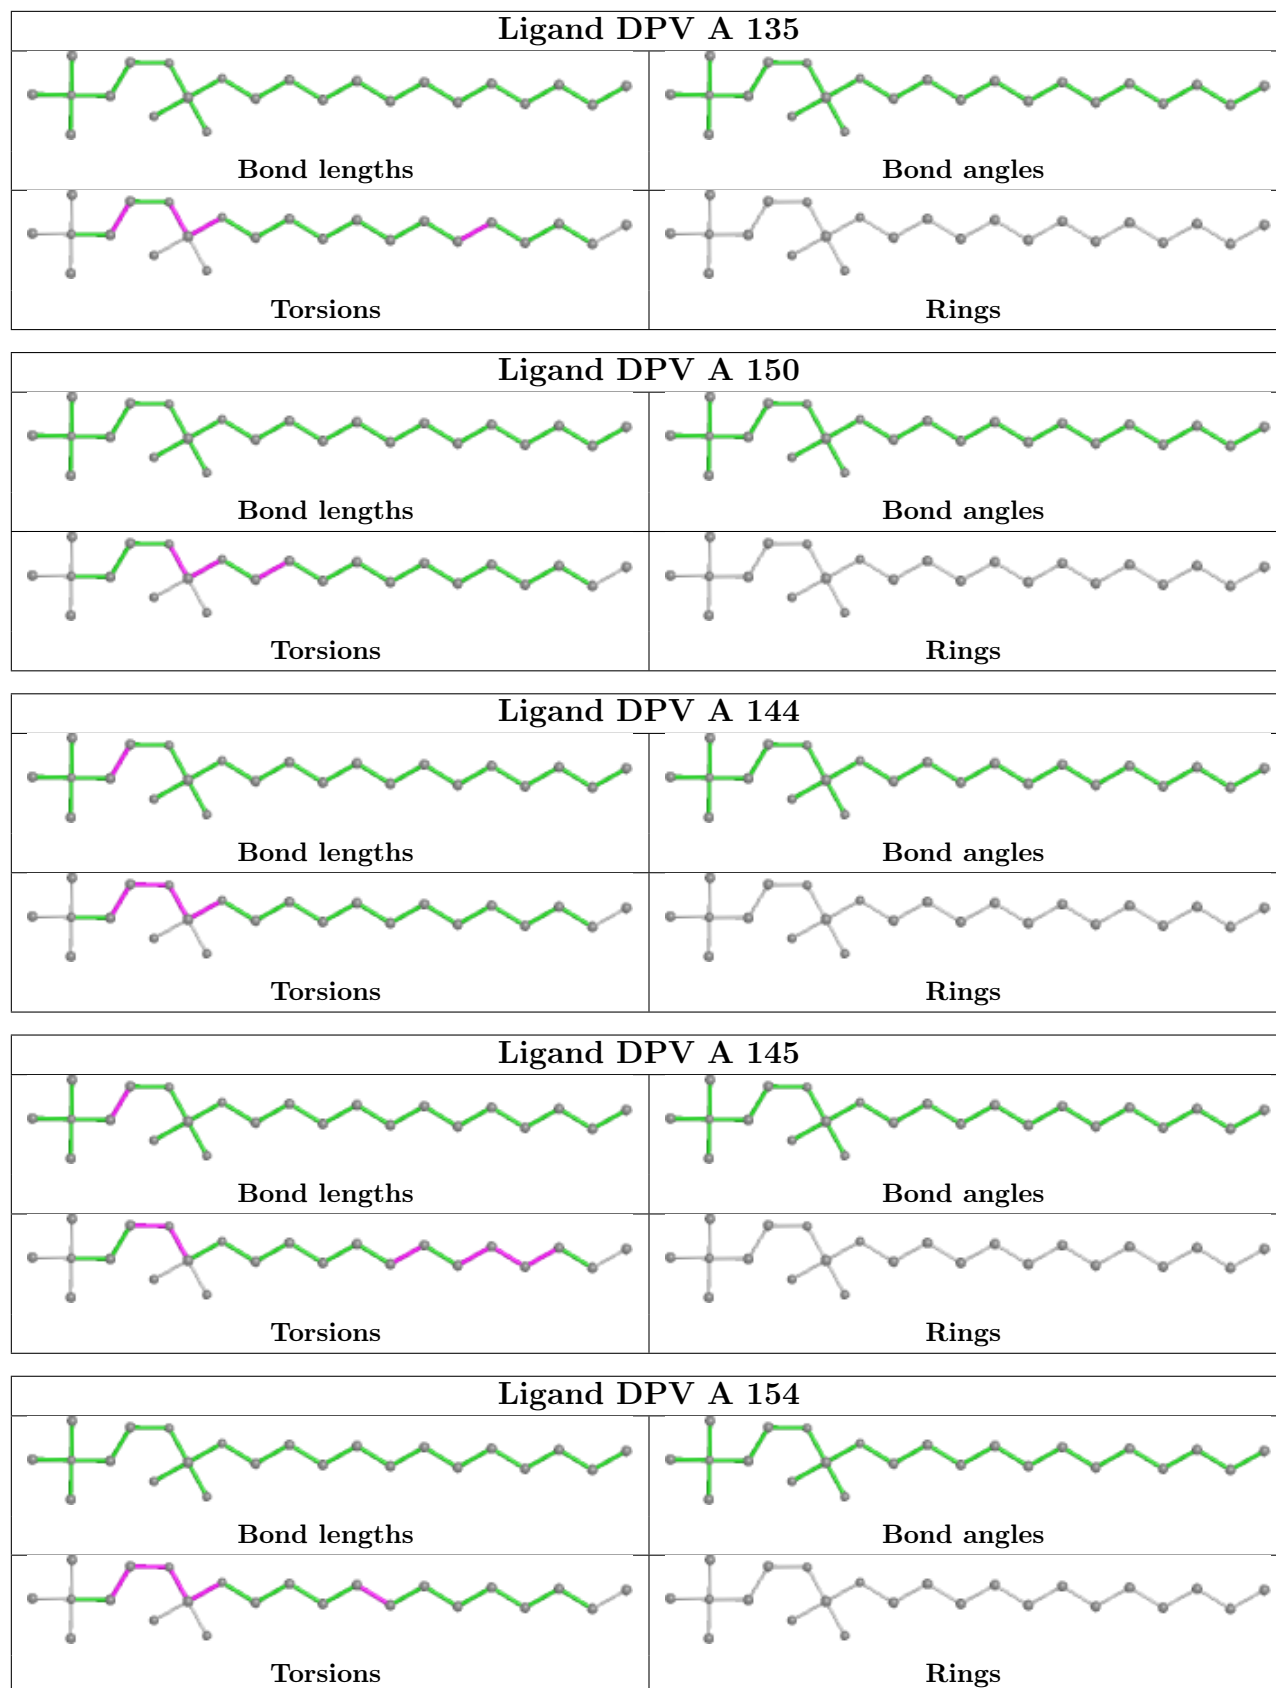 Ligand DPV A 135
Bond lengths
Bond angles
Torsions
Rings
Ligand DPV A 150
Bond lengths
Bond angles
Torsions
Rings
Ligand DPV A 144
Bond lengths
Bond angles
Torsions
Rings
Ligand DPV A 145
Bond lengths
Bond angles
Torsions
Rings
Ligand DPV A 154
Bond lengths
Bond angles
Torsions
Rings